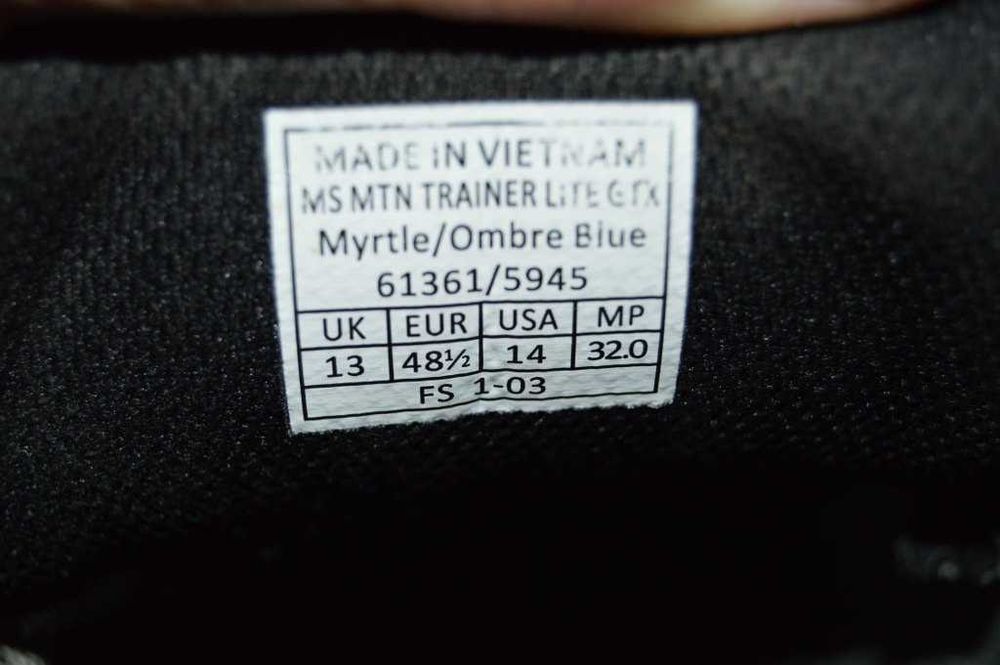 MADE IN VIETNAM
MS MTN TRAINER LITE GTX
Myrtle/Ombre Blue
61361/5945
UK EUR USA MP
13 48½ 14 32.0
FS 1-03